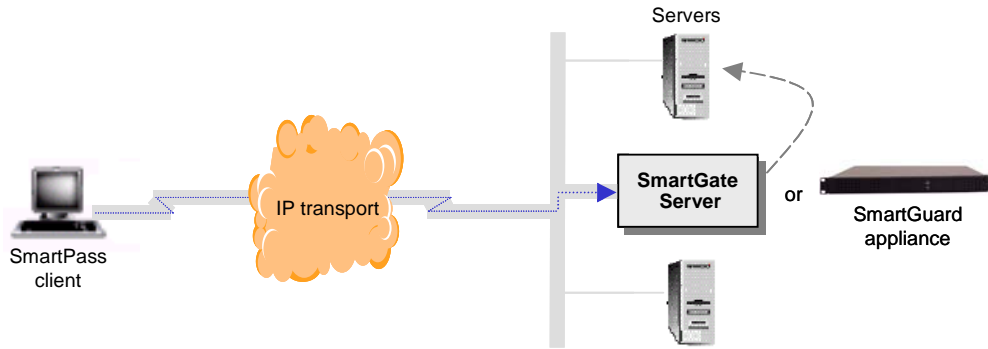 Servers
SmartGate
Server
or
SmartGuard
appliance
IP transport
SmartPass
client